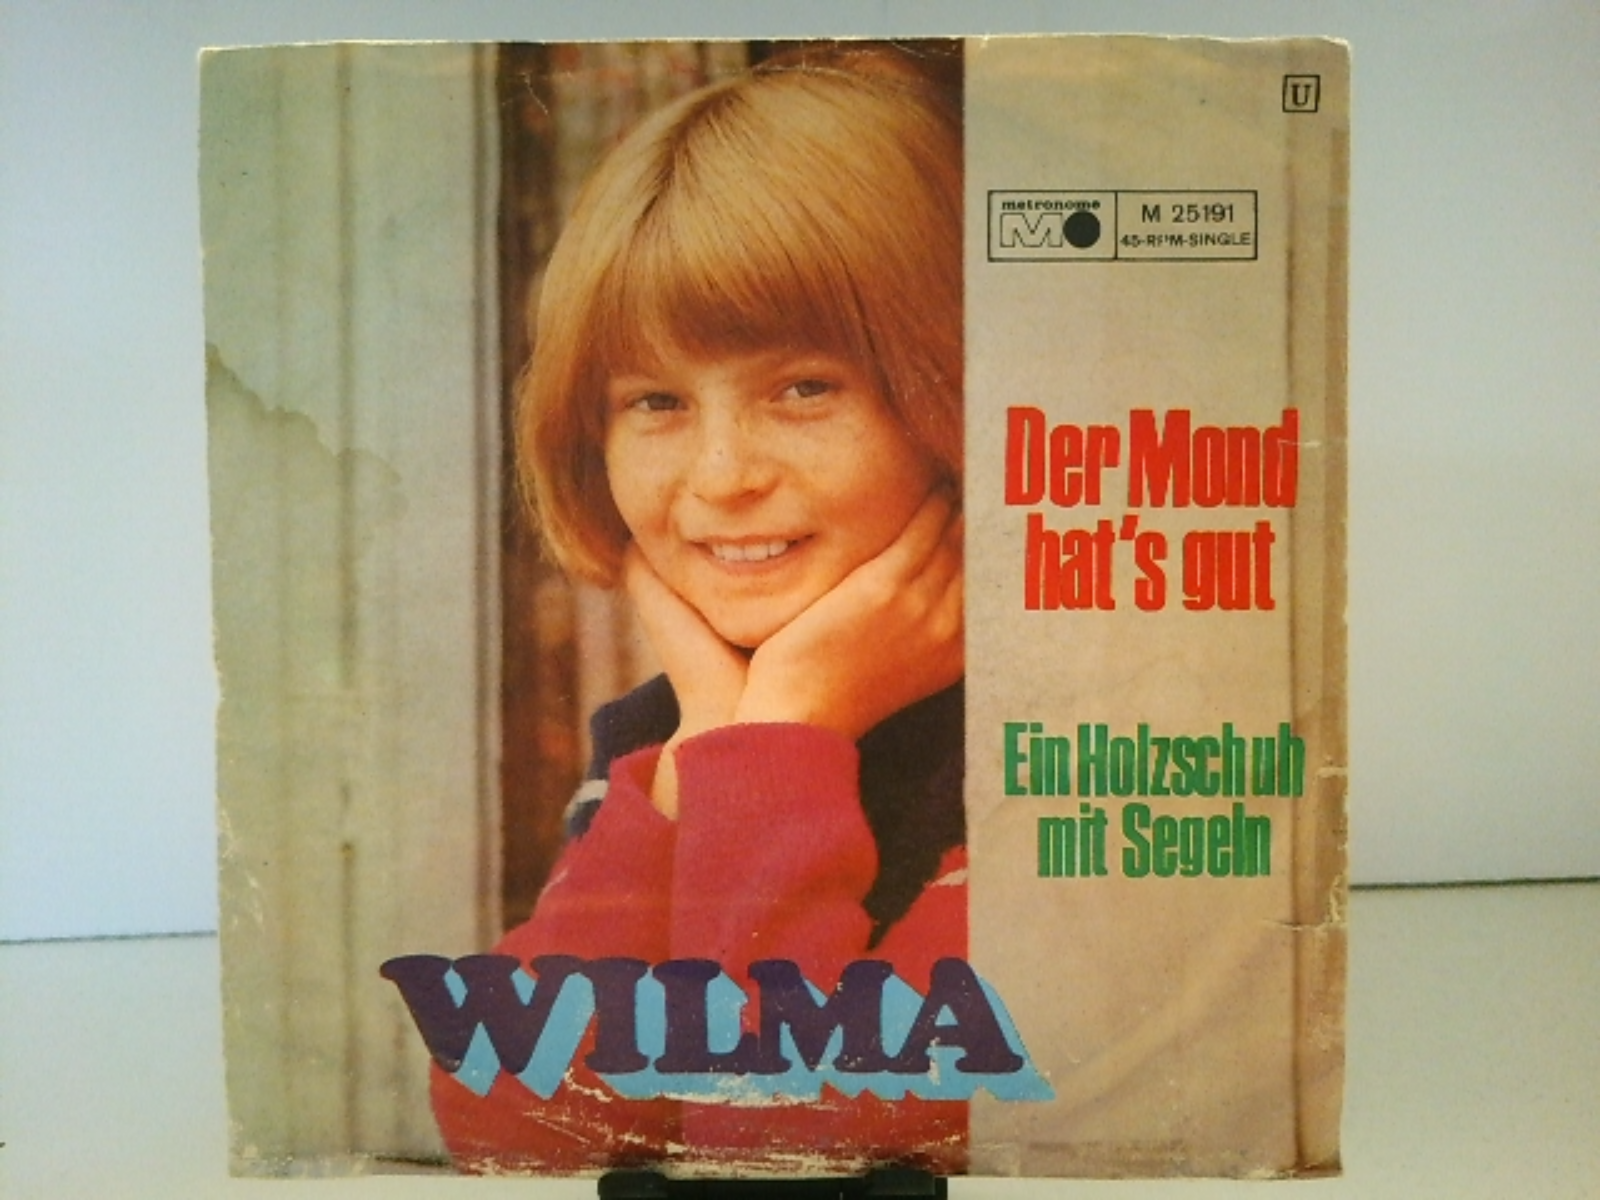 U
metronome
M 25191
45-RPM-SINGLE
Der Mond
hat's gut
Ein Holzschuh
mit Segeln
WILMA